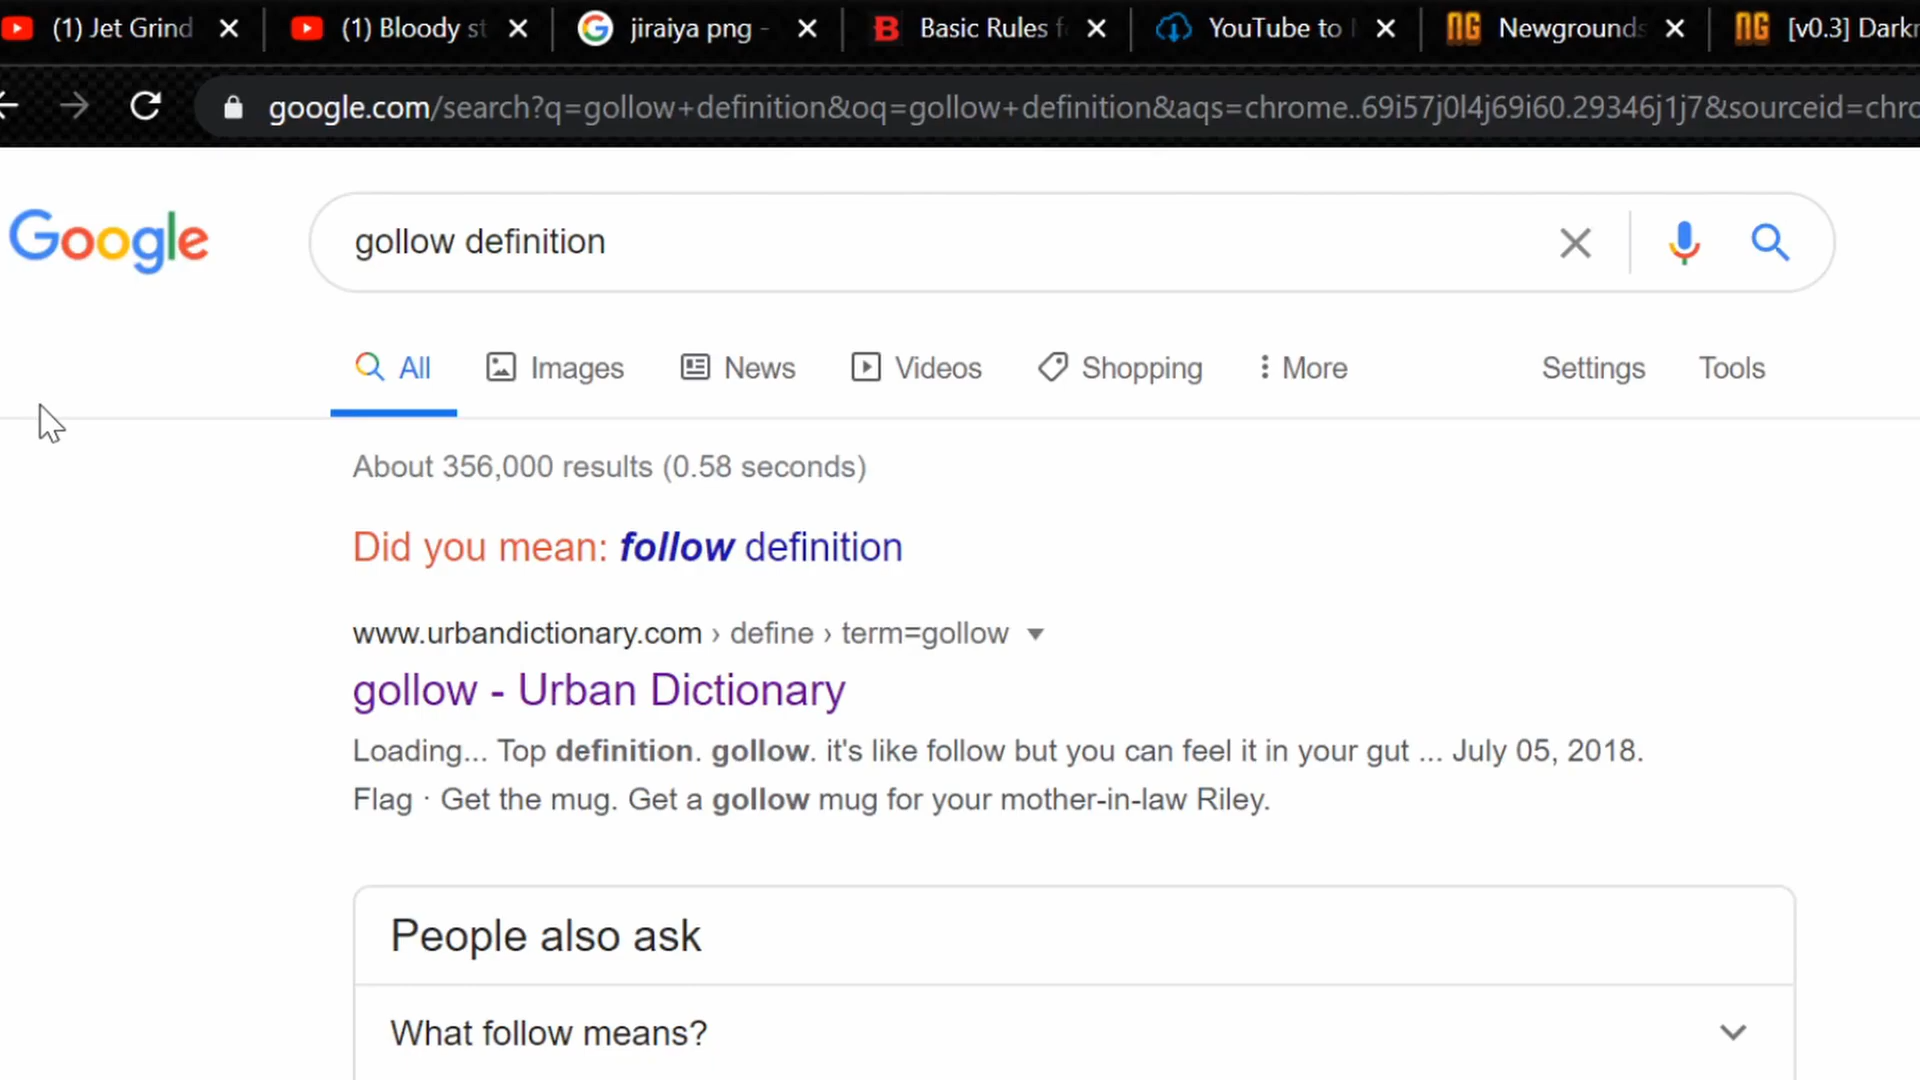 (1) Jet Grind
(1) Bloody st
jiraiya png -
Basic Rules f
YouTube to
Newgrounds
[v0.3] Dark
google.com/search?q=gollow+definition&oq=gollow+definition&aqs=chrome..69i57j0l4j69i60.29346j1j7&sourceid=chro
Google
gollow definition
All
Images
News
Videos
Shopping
More
Settings
Tools
About 356,000 results (0.58 seconds)
Did you mean: follow definition
www.urbandictionary.com › define › term=gollow
gollow - Urban Dictionary
Loading... Top definition. gollow. it's like follow but you can feel it in your gut ... July 05, 2018.
Flag · Get the mug. Get a gollow mug for your mother-in-law Riley.
People also ask
What follow means?